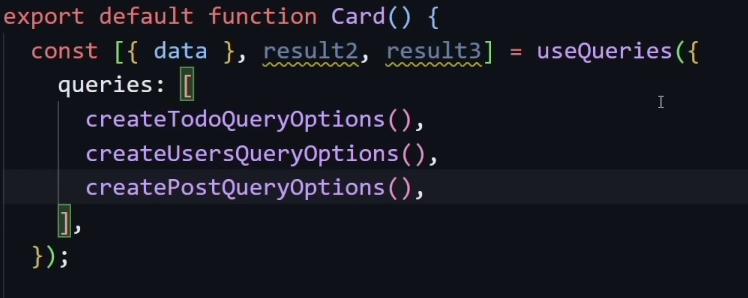 export default function Card() {
const [{ data }, result2, result3] = useQueries({
queries: [
createTodoQueryOptions(),
createUsersQueryOptions(),
createPostQueryOptions(),
],
});